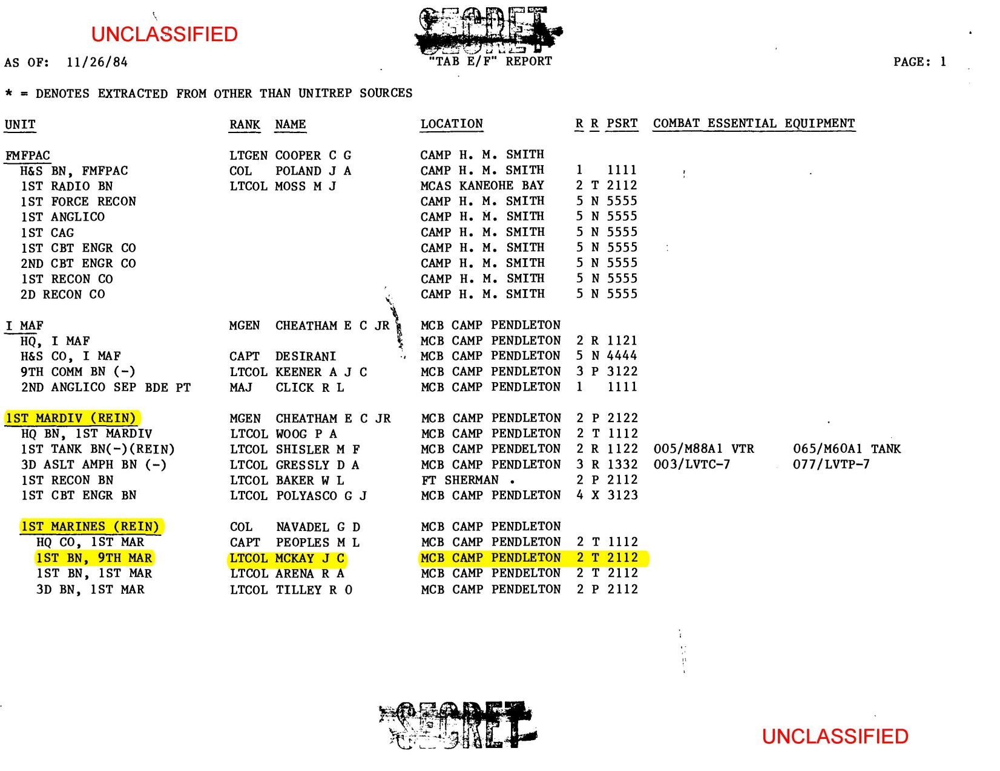 SECRET
UNCLASSIFIED
AS OF: 11/26/84 "TAB E/F" REPORT PAGE: 1
* = DENOTES EXTRACTED FROM OTHER THAN UNITREP SOURCES
UNIT RANK NAME LOCATION R R PSRT COMBAT ESSENTIAL EQUIPMENT
FMFPAC LTGEN COOPER C G CAMP H. M. SMITH
H&S BN, FMFPAC COL POLAND J A CAMP H. M. SMITH 1 1111
1ST RADIO BN LTCOL MOSS M J MCAS KANEOHE BAY 2 T 2112
1ST FORCE RECON CAMP H. M. SMITH 5 N 5555
1ST ANGLICO CAMP H. M. SMITH 5 N 5555
1ST CAG CAMP H. M. SMITH 5 N 5555
1ST CBT ENGR CO CAMP H. M. SMITH 5 N 5555
2ND CBT ENGR CO CAMP H. M. SMITH 5 N 5555
1ST RECON CO CAMP H. M. SMITH 5 N 5555
2D RECON CO CAMP H. M. SMITH 5 N 5555
I MAF MGEN CHEATHAM E C JR MCB CAMP PENDLETON
HQ, I MAF MCB CAMP PENDLETON 2 R 1121
H&S CO, I MAF CAPT DESIRANI MCB CAMP PENDLETON 5 N 4444
9TH COMM BN (-) LTCOL KEENER A J C MCB CAMP PENDLETON 3 P 3122
2ND ANGLICO SEP BDE PT MAJ CLICK R L MCB CAMP PENDLETON 1 1111
1ST MARDIV (REIN) MGEN CHEATHAM E C JR MCB CAMP PENDLETON 2 P 2122
HQ BN, 1ST MARDIV LTCOL WOOG P A MCB CAMP PENDLETON 2 T 1112
1ST TANK BN(-)(REIN) LTCOL SHISLER M F MCB CAMP PENDELTON 2 R 1122 005/M88A1 VTR 065/M60A1 TANK
3D ASLT AMPH BN (-) LTCOL GRESSLY D A MCB CAMP PENDLETON 3 R 1332 003/LVTC-7 077/LVTP-7
1ST RECON BN LTCOL BAKER W L FT SHERMAN . 2 P 2112
1ST CBT ENGR BN LTCOL POLYASCO G J MCB CAMP PENDLETON 4 X 3123
1ST MARINES (REIN) COL NAVADEL G D MCB CAMP PENDLETON
HQ CO, 1ST MAR CAPT PEOPLES M L MCB CAMP PENDLETON 2 T 1112
1ST BN, 9TH MAR LTCOL MCKAY J C MCB CAMP PENDLETON 2 T 2112
1ST BN, 1ST MAR LTCOL ARENA R A MCB CAMP PENDELTON 2 T 2112
3D BN, 1ST MAR LTCOL TILLEY R O MCB CAMP PENDELTON 2 P 2112
SECRET
UNCLASSIFIED